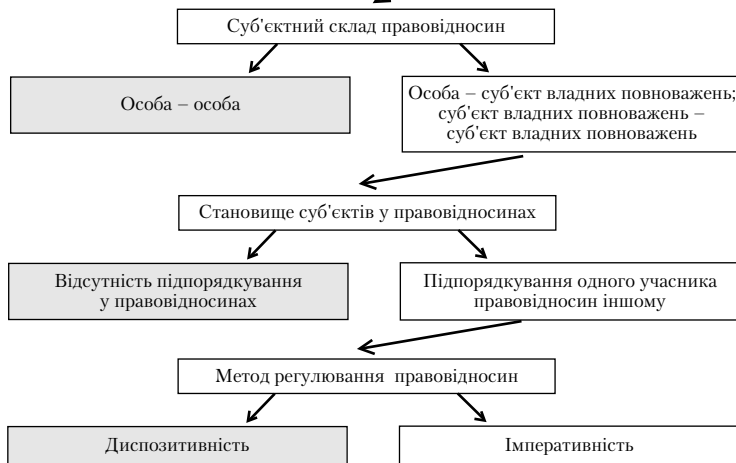 Суб'єктний склад правовідносин
Особа – особа
Особа – суб'єкт владних повноважень;
суб'єкт владних повноважень –
суб'єкт владних повноважень
Становище суб'єктів у правовідносинах
Відсутність підпорядкування
у правовідносинах
Підпорядкування одного учасника
правовідносин іншому
Метод регулювання правовідносин
Диспозитивність
Імперативність